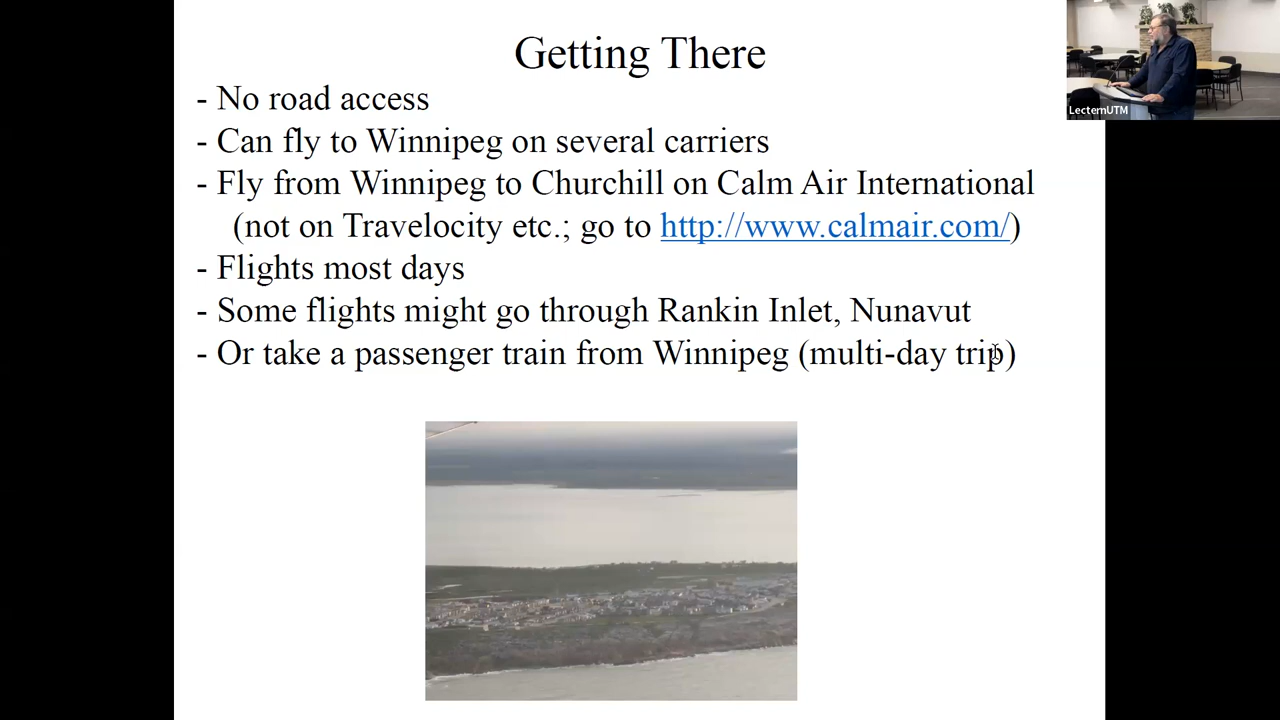 Getting There
- No road access
- Can fly to Winnipeg on several carriers
- Fly from Winnipeg to Churchill on Calm Air International
(not on Travelocity etc.; go to http://www.calmair.com/)
- Flights most days
- Some flights might go through Rankin Inlet, Nunavut
- Or take a passenger train from Winnipeg (multi-day trip)
LecternUTM